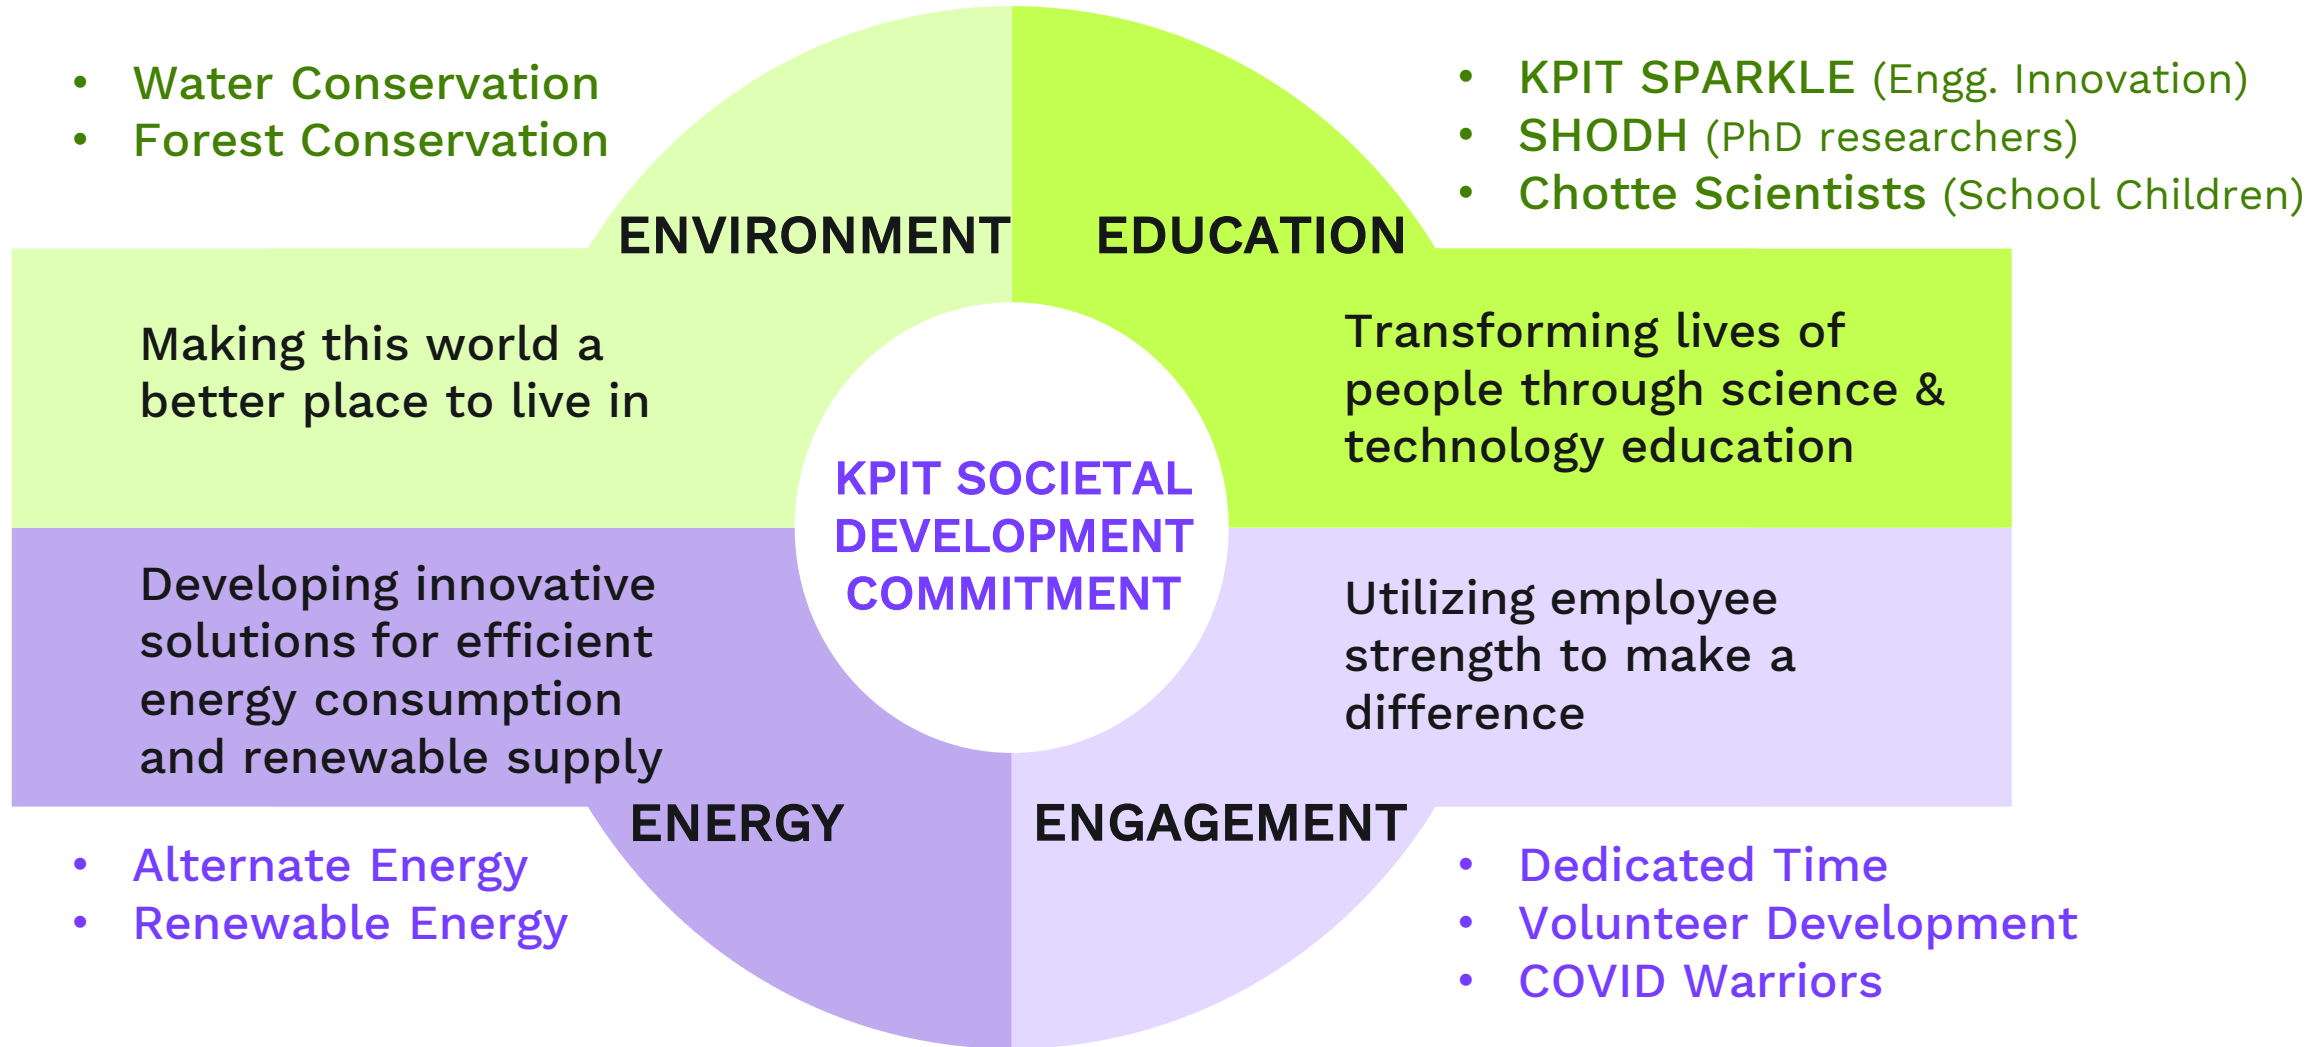 • Water Conservation
• Forest Conservation
• KPIT SPARKLE (Engg. Innovation)
• SHODH (PhD researchers)
• Chotte Scientists (School Children)
ENVIRONMENT
EDUCATION
Making this world a
better place to live in
Transforming lives of
people through science &
technology education
KPIT SOCIETAL
DEVELOPMENT
COMMITMENT
Developing innovative
solutions for efficient
energy consumption
and renewable supply
Utilizing employee
strength to make a
difference
ENERGY
ENGAGEMENT
• Alternate Energy
• Renewable Energy
• Dedicated Time
• Volunteer Development
• COVID Warriors